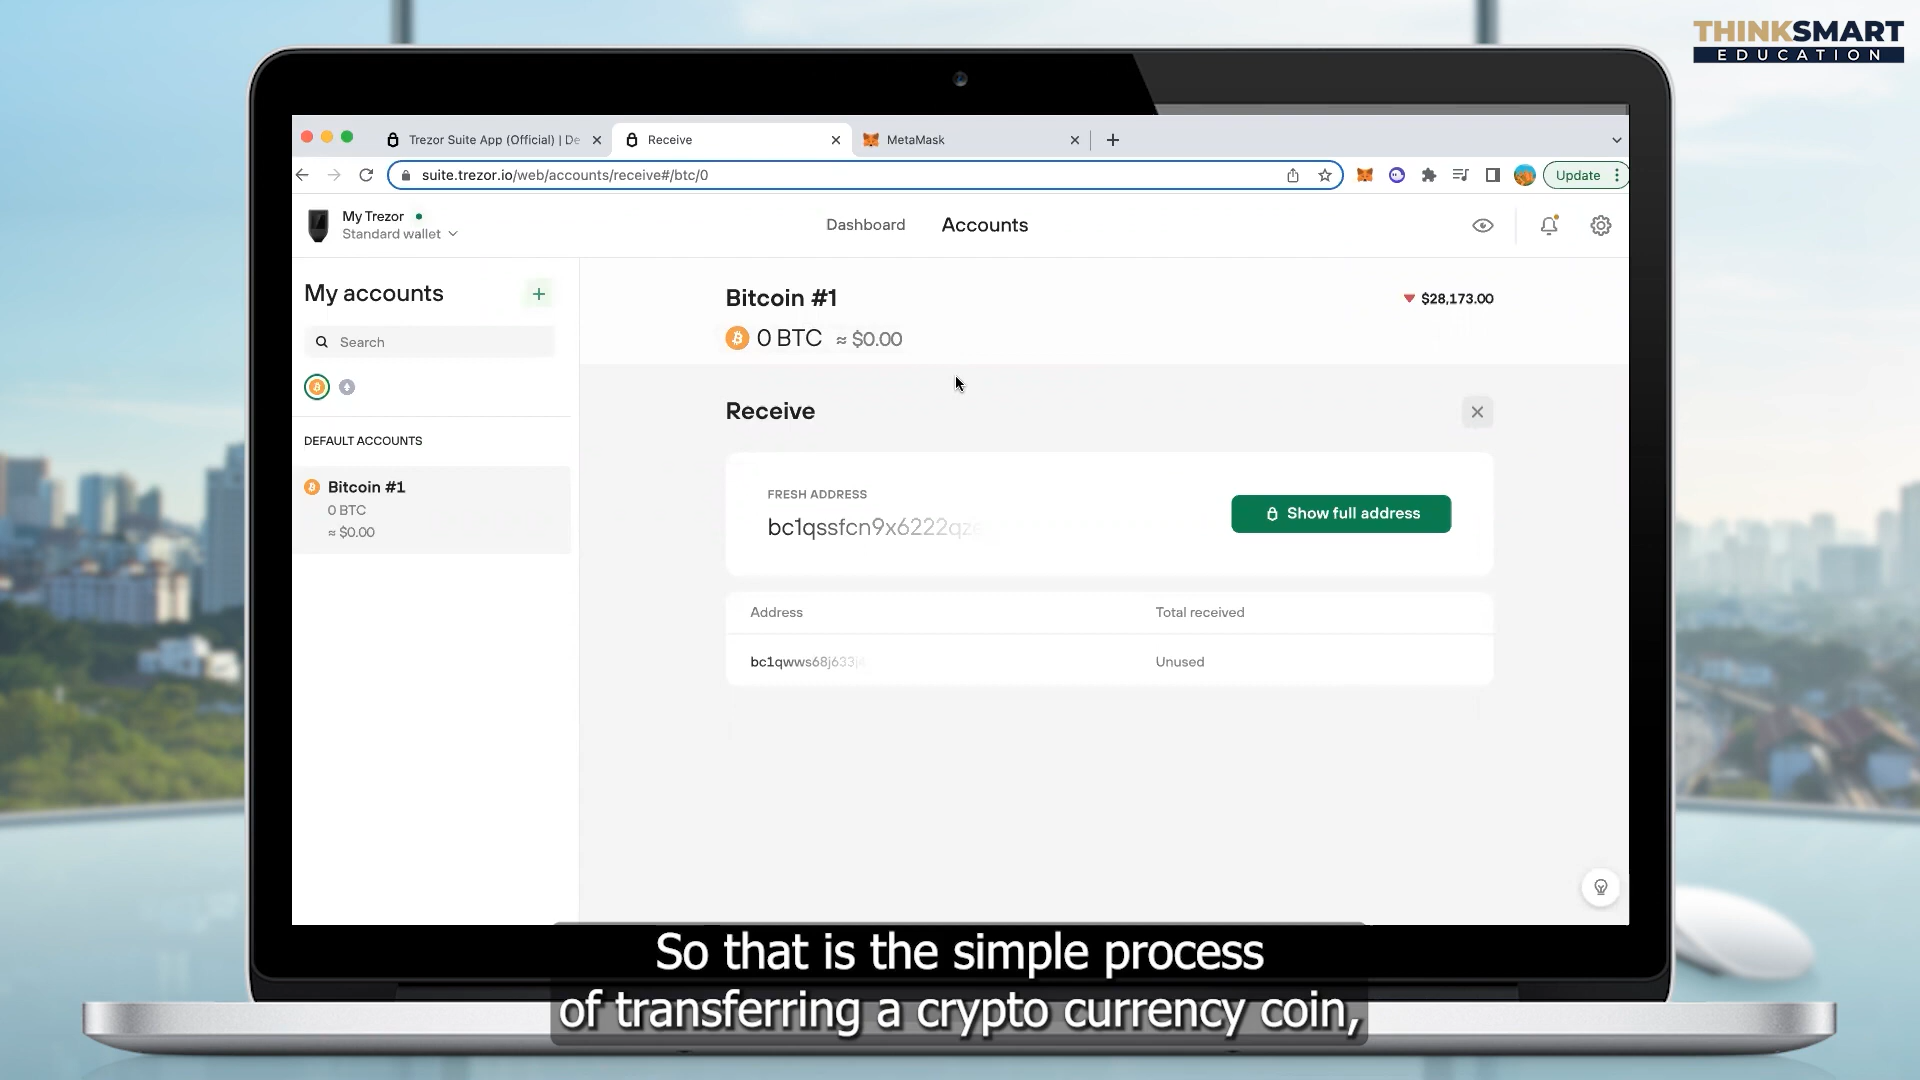 THINKSMART
EDUCATION
Trezor Suite App (Official) | De
Receive
MetaMask
suite.trezor.io/web/accounts/receive#/btc/0
Update
My Trezor
Standard wallet
Dashboard
Accounts
My accounts
Search
DEFAULT ACCOUNTS
Bitcoin #1
0 BTC
≈ $0.00
Bitcoin #1
$28,173.00
0 BTC ≈ $0.00
Receive
FRESH ADDRESS
bc1qssfcn9x6222qze
Show full address
Address
Total received
bc1qwws68j633j4
Unused
So that is the simple process
of transferring a crypto currency coin,